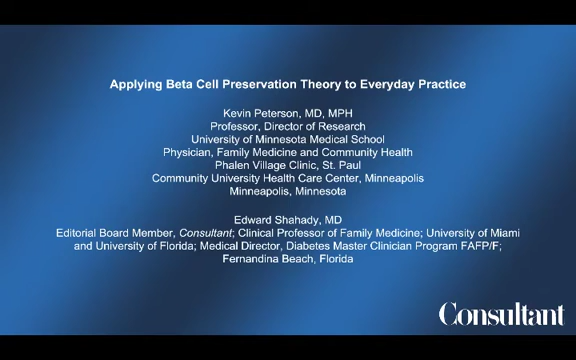 Applying Beta Cell Preservation Theory to Everyday Practice
Kevin Peterson, MD, MPH
Professor, Director of Research
University of Minnesota Medical School
Physician, Family Medicine and Community Health
Phalen Village Clinic, St. Paul
Community University Health Care Center, Minneapolis
Minneapolis, Minnesota
Edward Shahady, MD
Editorial Board Member, Consultant; Clinical Professor of Family Medicine; University of Miami
and University of Florida; Medical Director, Diabetes Master Clinician Program FAFP/F;
Fernandina Beach, Florida
Consultant